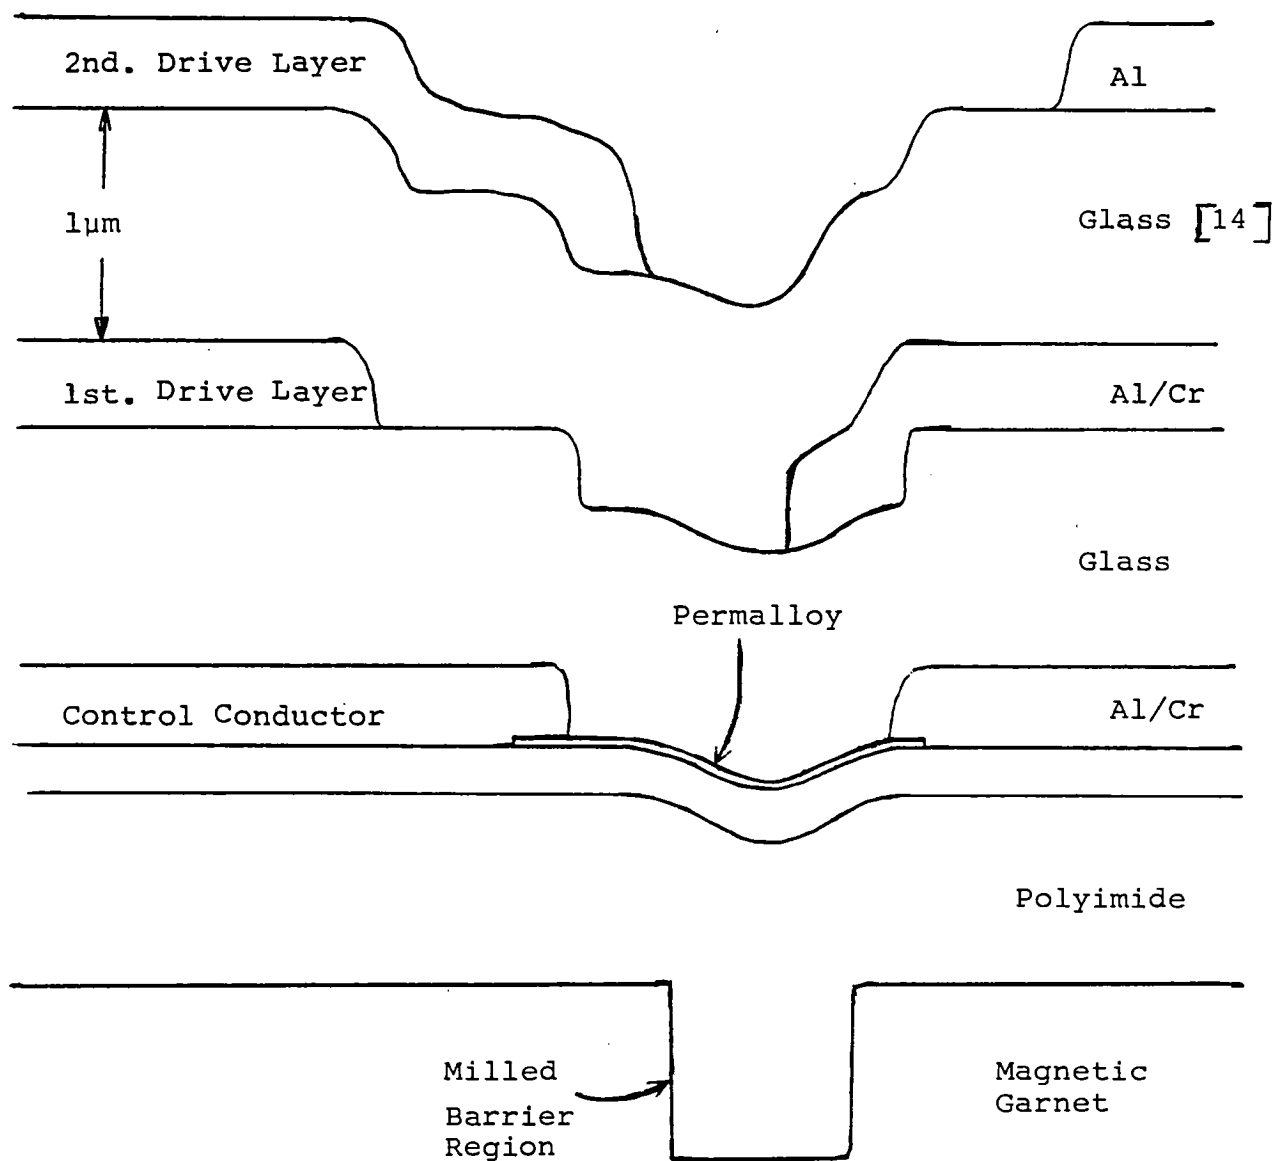 2nd. Drive Layer
Al
1µm
Glass [14]
1st. Drive Layer
Al/Cr
Glass
Permalloy
Control Conductor
Al/Cr
Polyimide
Milled
Barrier
Region
Magnetic
Garnet